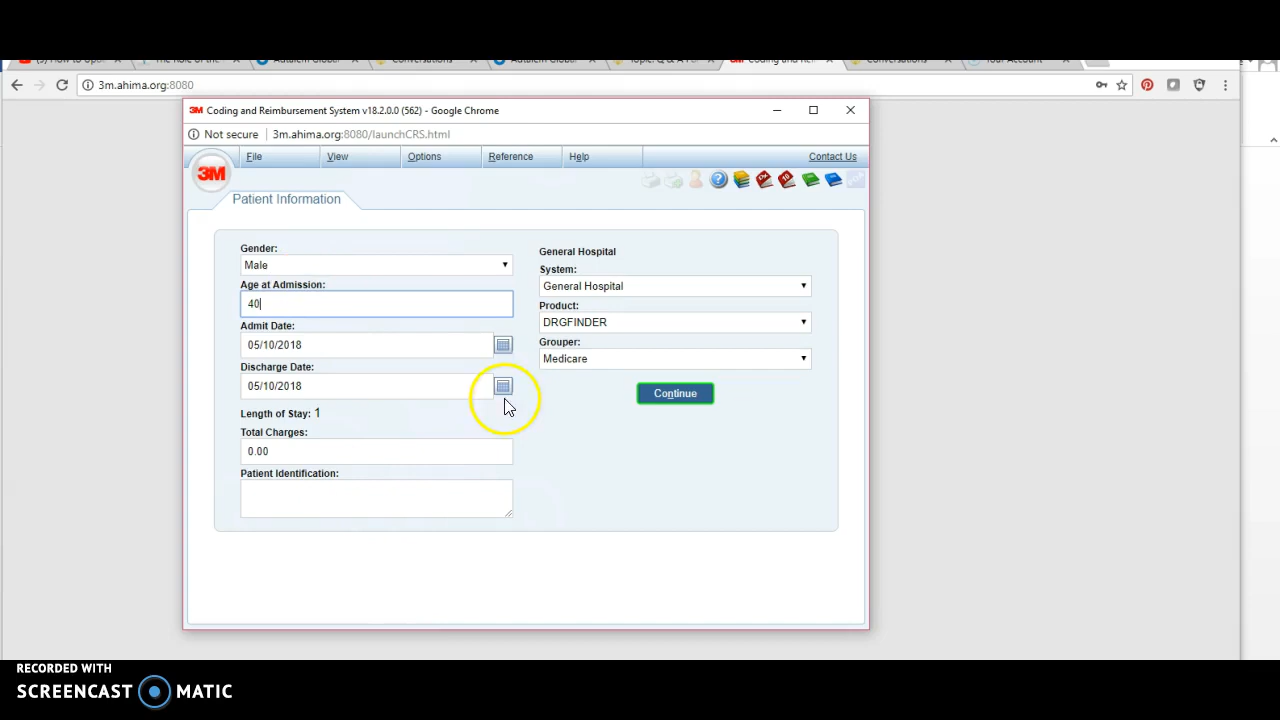 3m.ahima.org:8080
3M Coding and Reimbursement System v18.2.0.0 (562) - Google Chrome
Not secure | 3m.ahima.org:8080/launchCRS.html
File View Options Reference Help Contact Us
3M
Patient Information
Gender:
Male
Age at Admission:
40
Admit Date:
05/10/2018
Discharge Date:
05/10/2018
Length of Stay: 1
Total Charges:
0.00
Patient Identification:
General Hospital
System:
General Hospital
Product:
DRGFINDER
Grouper:
Medicare
Continue
RECORDED WITH
SCREENCAST MATIC